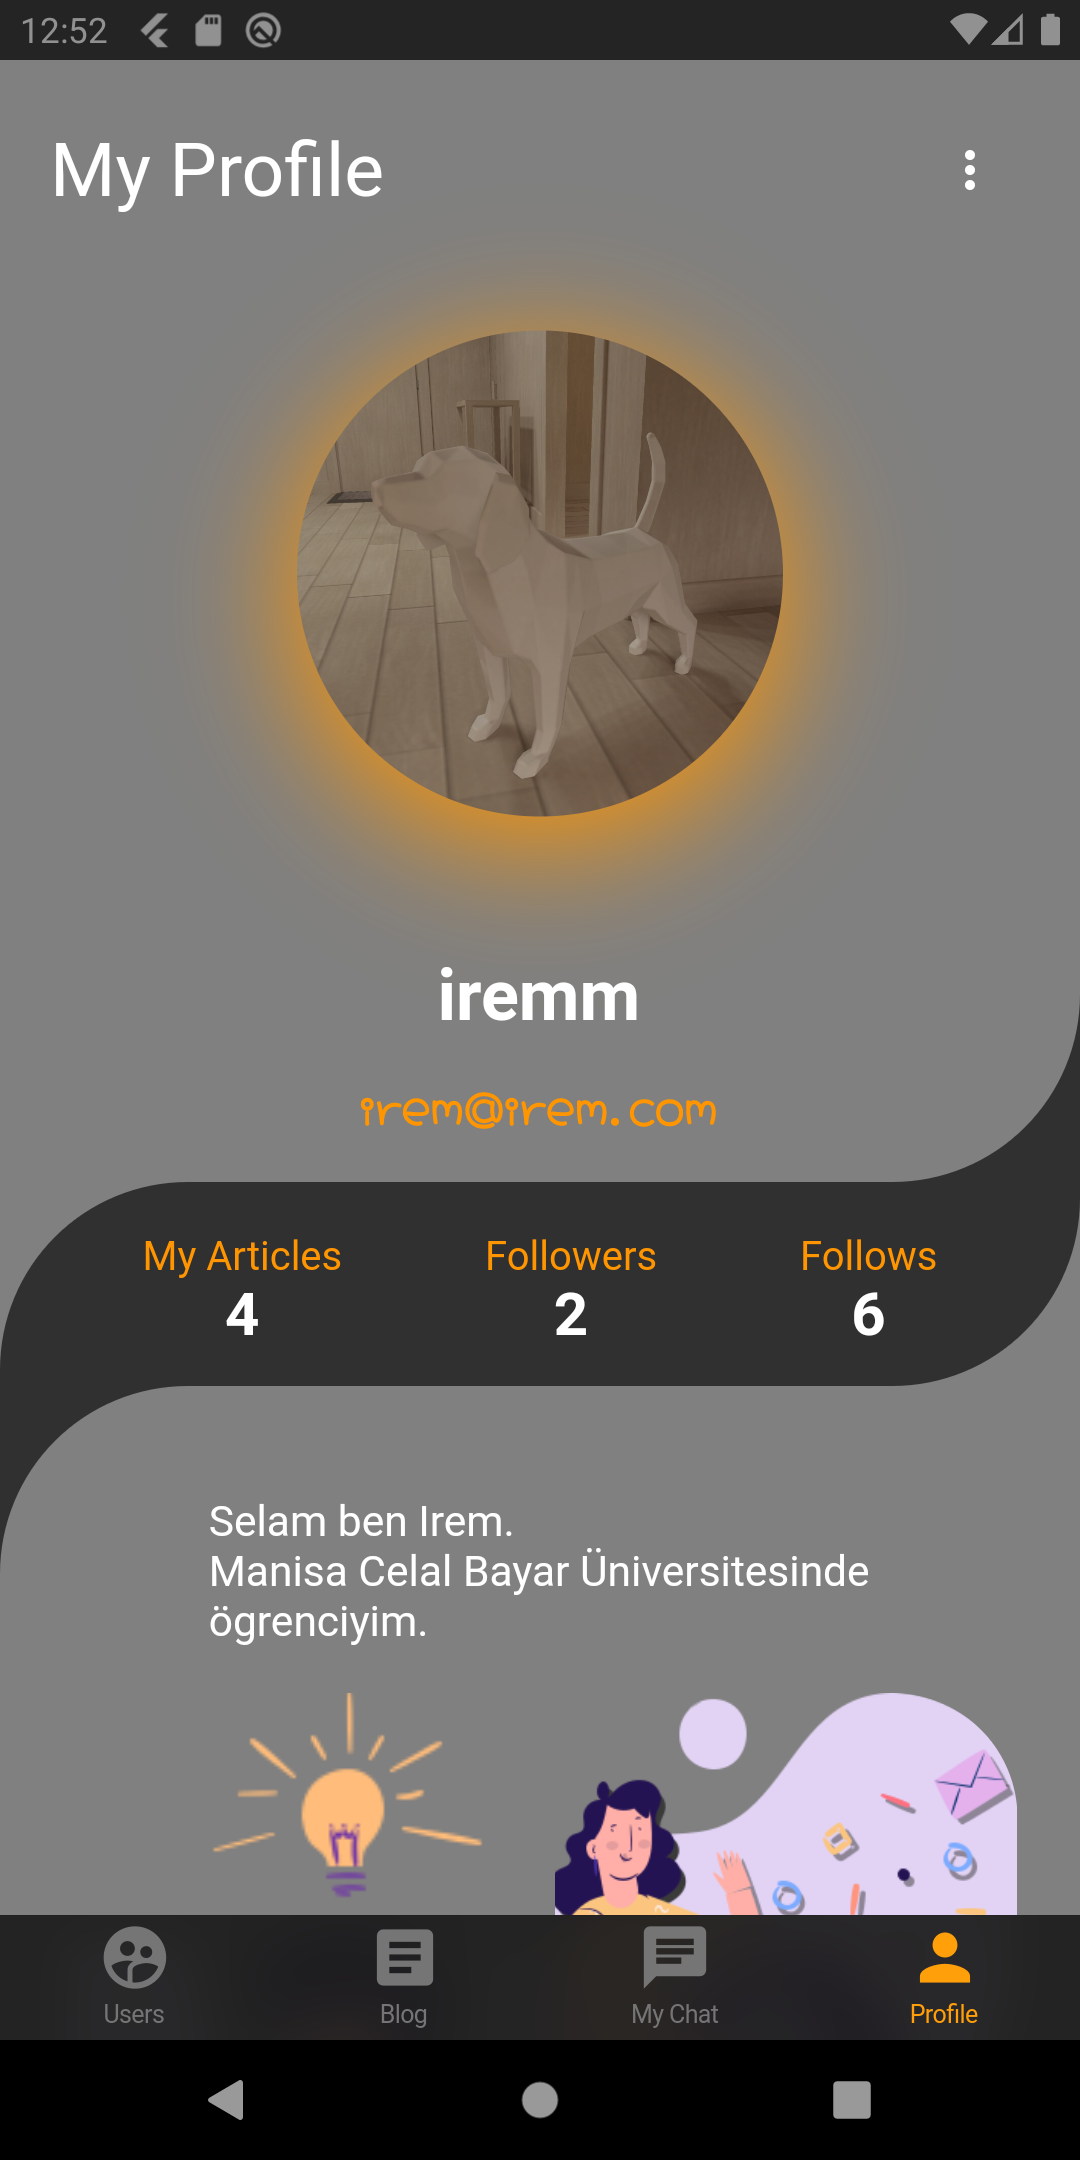 12:52
My Profile
iremm
irem@irem.com
My Articles Followers Follows
4 2 6
Selam ben Irem.
Manisa Celal Bayar Üniversitesinde
ögrenciyim.
Users Blog My Chat Profile